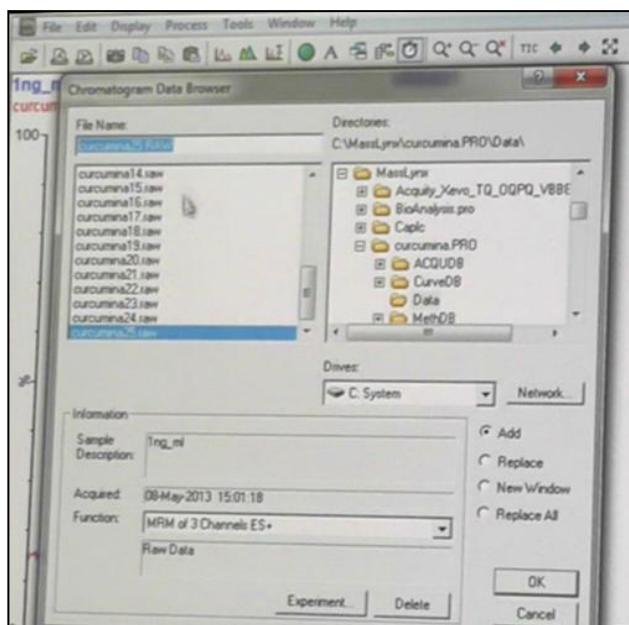 File Edit Display Process Tools Window Help
TIC
1ng_m
curcum
100
%
Chromatogram Data Browser
File Name:
curcumina25.RAW
curcumina14.raw
curcumina15.raw
curcumina16.raw
curcumina17.raw
curcumina18.raw
curcumina19.raw
curcumina20.raw
curcumina21.raw
curcumina22.raw
curcumina23.raw
curcumina24.raw
curcumina25.raw
Directories:
C:\MassLynx\curcumina.PRO\Data\
MassLynx
Acquity_Xevo_TQ_OQPQ_VBBE
BioAnalysis.pro
Caplc
curcumina.PRO
ACQUDB
CurveDB
Data
MethDB
Drives:
C: System
Network...
Information
Sample Description:
1ng_ml
Acquired:
08-May-2013 15:01:18
Function:
MRM of 3 Channels ES+
Raw Data
Experiment...
Delete
Add
Replace
New Window
Replace All
OK
Cancel